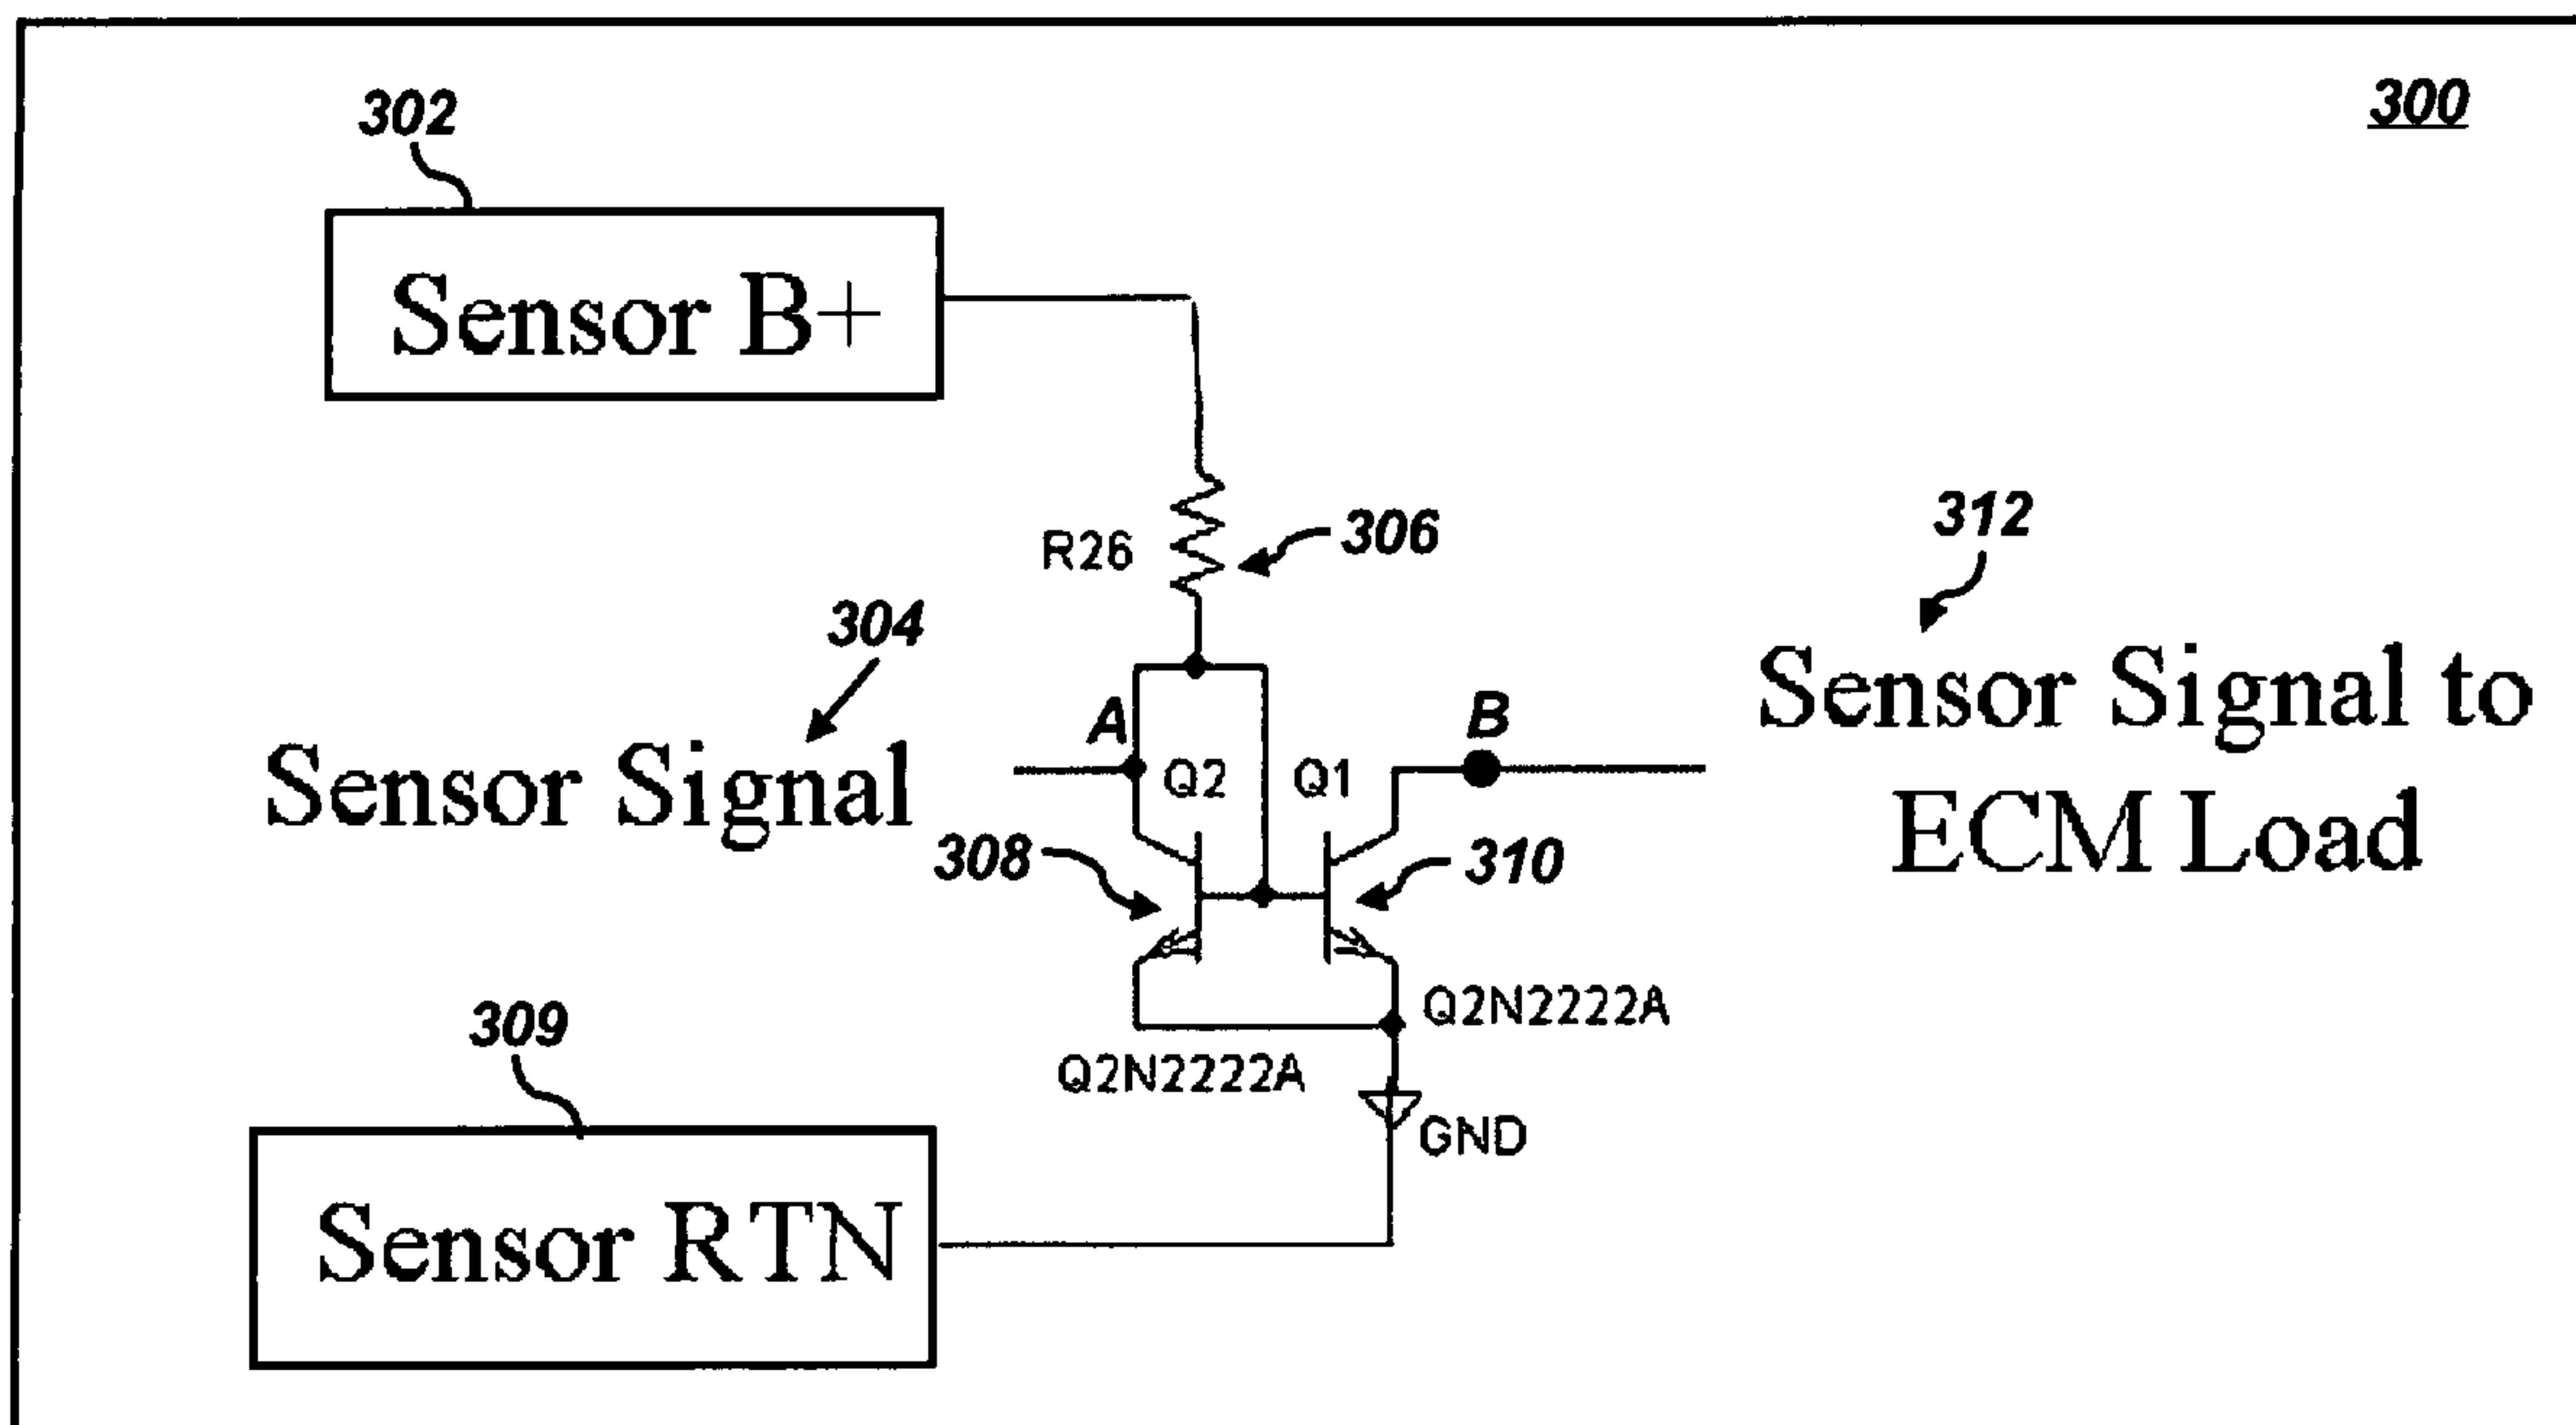 300
302
Sensor B+
R26
306
312
304
Sensor Signal
A
Q2
Q1
B
Sensor Signal to
ECM Load
308
310
Q2N2222A
Q2N2222A
GND
309
Sensor RTN